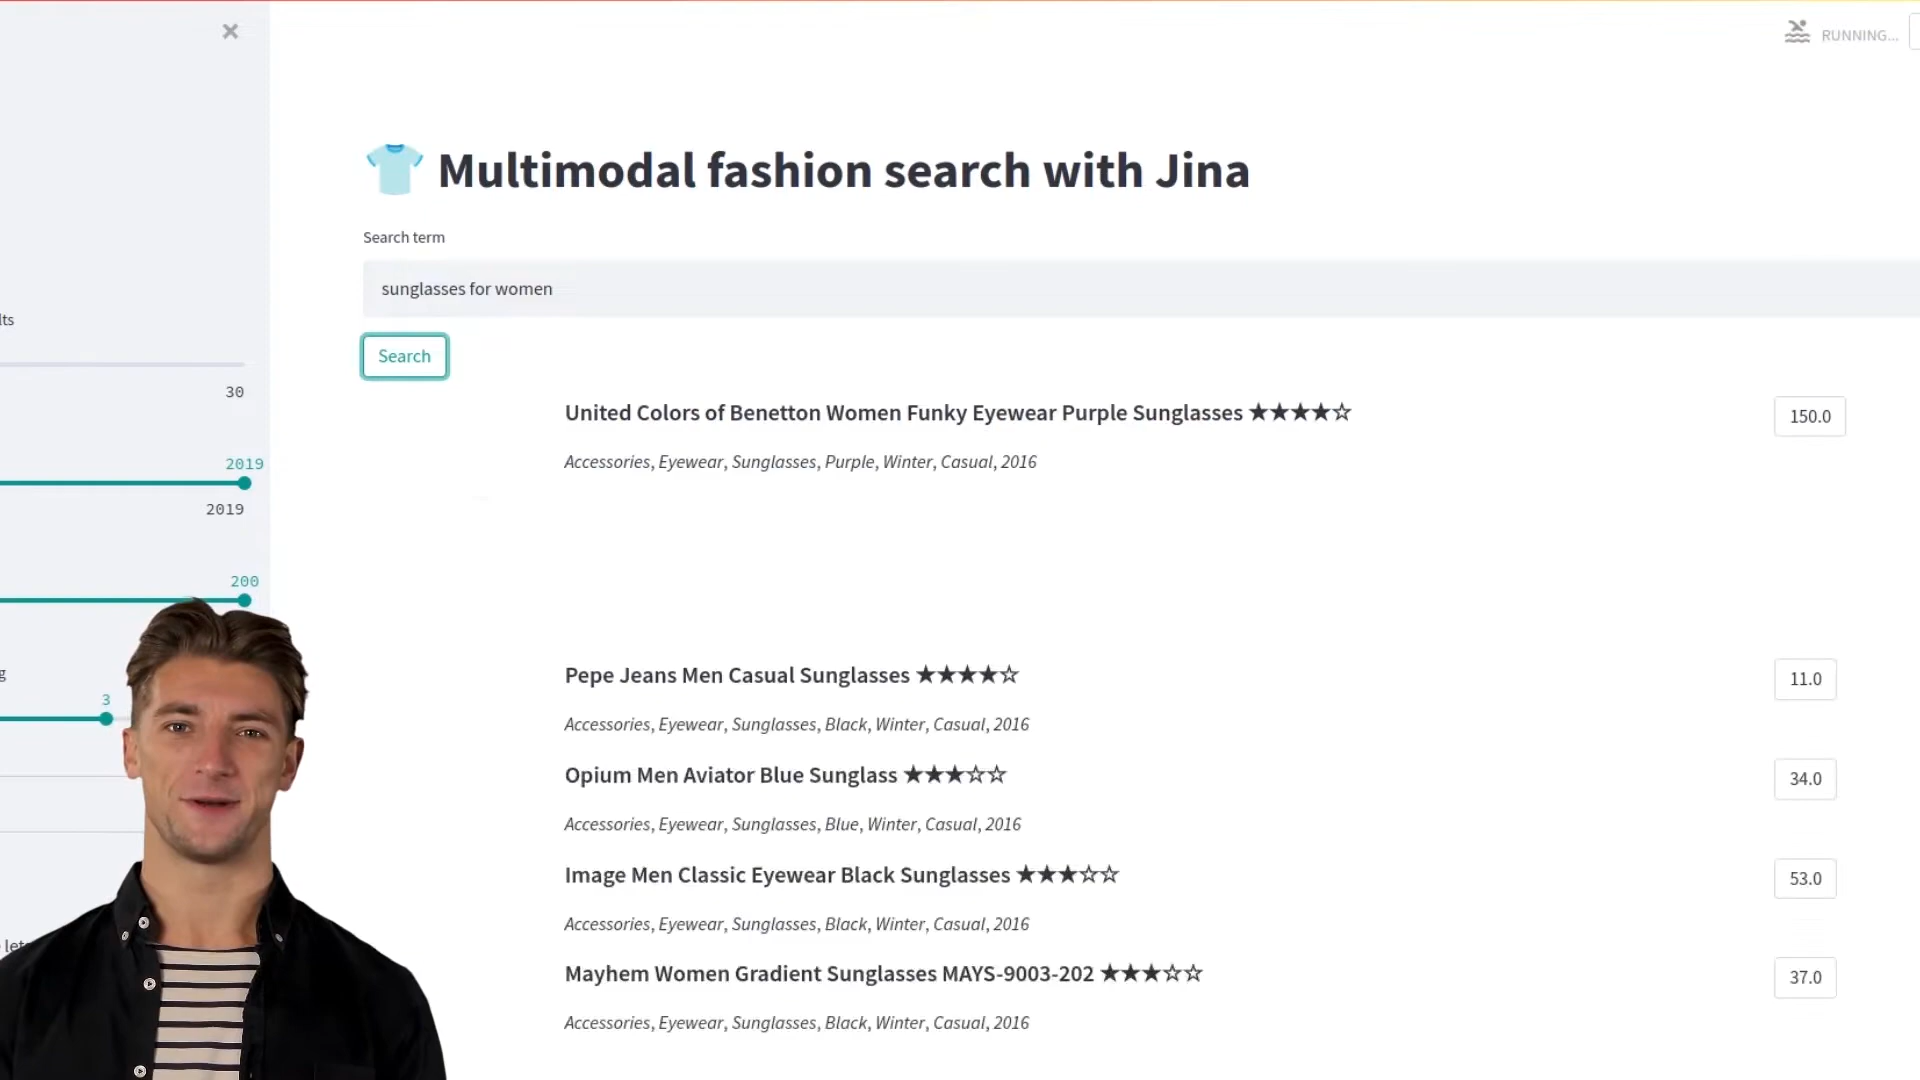 RUNNING...
Multimodal fashion search with Jina
Search term
sunglasses for women
Search
lts
30
2019
2019
200
g
3
lets
United Colors of Benetton Women Funky Eyewear Purple Sunglasses ★★★★☆
150.0
Accessories, Eyewear, Sunglasses, Purple, Winter, Casual, 2016
Pepe Jeans Men Casual Sunglasses ★★★★☆
11.0
Accessories, Eyewear, Sunglasses, Black, Winter, Casual, 2016
Opium Men Aviator Blue Sunglass ★★★☆☆
34.0
Accessories, Eyewear, Sunglasses, Blue, Winter, Casual, 2016
Image Men Classic Eyewear Black Sunglasses ★★★☆☆
53.0
Accessories, Eyewear, Sunglasses, Black, Winter, Casual, 2016
Mayhem Women Gradient Sunglasses MAYS-9003-202 ★★★☆☆
37.0
Accessories, Eyewear, Sunglasses, Black, Winter, Casual, 2016